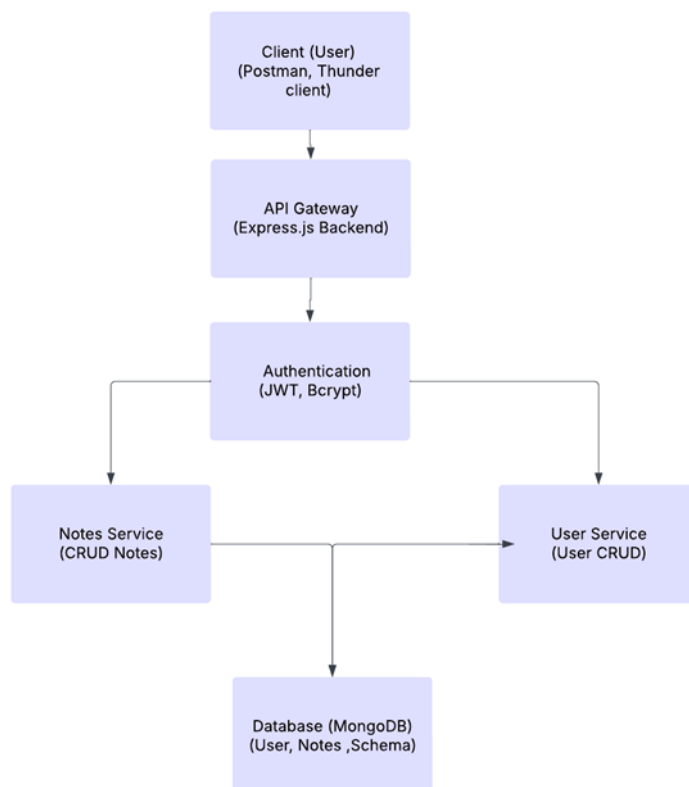 Client (User)
(Postman, Thunder
client)
API Gateway
(Express.js Backend)
Authentication
(JWT, Bcrypt)
Notes Service
(CRUD Notes)
User Service
(User CRUD)
Database (MongoDB)
(User, Notes ,Schema)